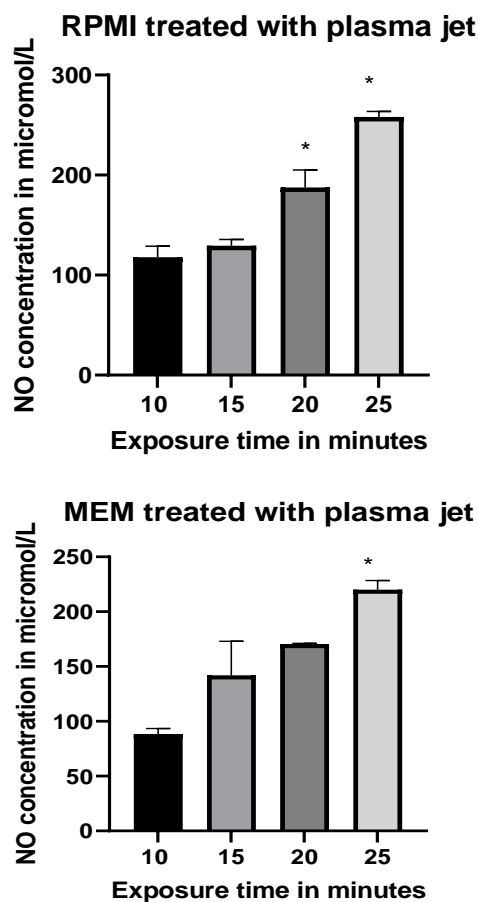 RPMI treated with plasma jet
NO concentration in micromol/L
300
200
100
0
*
*
10 15 20 25
Exposure time in minutes
MEM treated with plasma jet
NO concentration in micromol/L
250
200
150
100
50
0
*
10 15 20 25
Exposure time in minutes